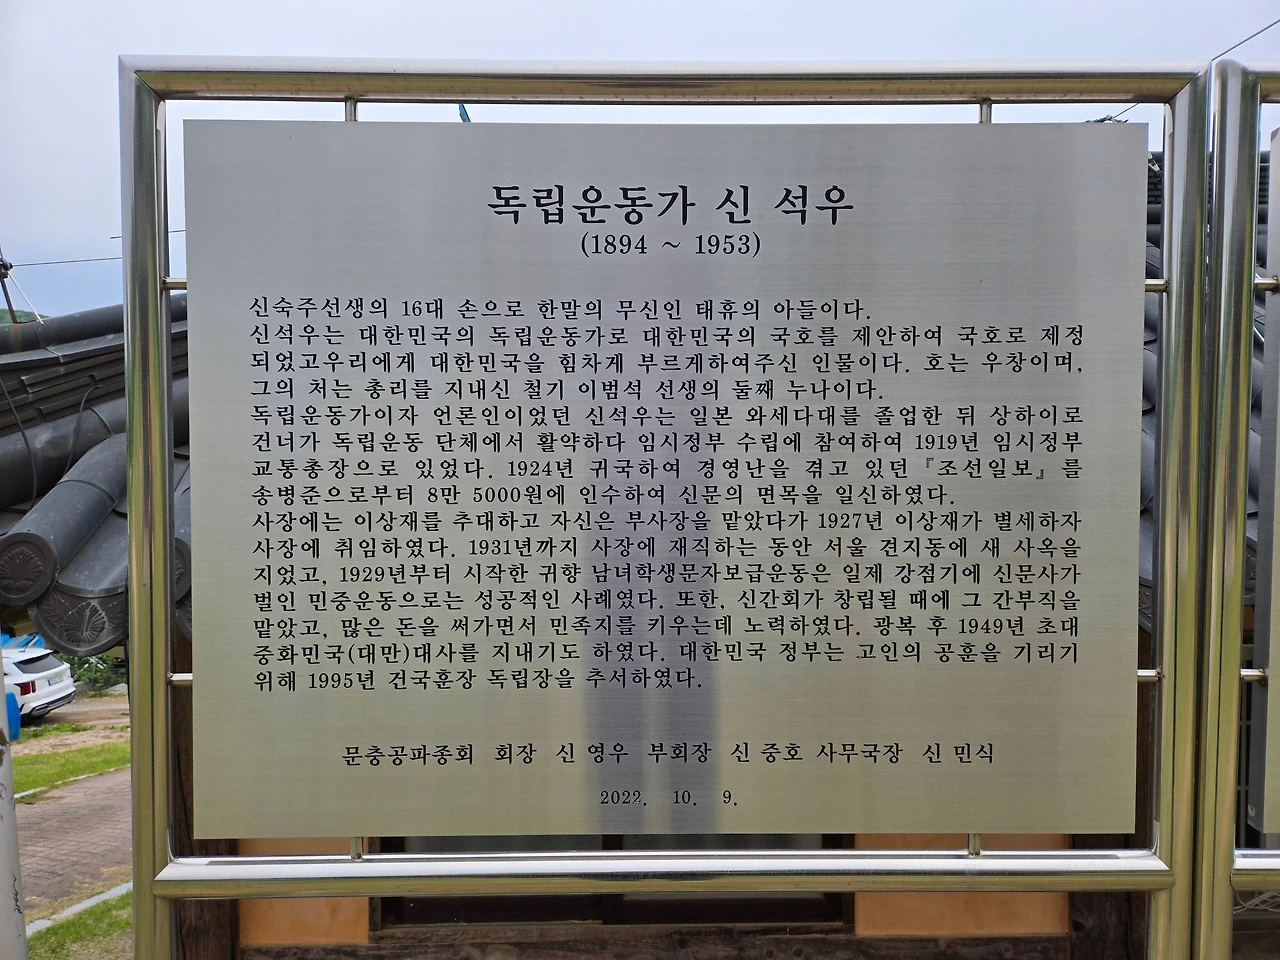 독립운동가 신 석우
(1894 ~ 1953)
신숙주선생의 16대 손으로 한말의 무신인 태휴의 아들이다.
신석우는 대한민국의 독립운동가로 대한민국의 국호를 제안하여 국호로 제정
되었고우리에게 대한민국을 힘차게 부르게하여주신 인물이다. 호는 우창이며,
그의 처는 총리를 지내신 철기 이범석 선생의 둘째 누나이다.
독립운동가이자 언론인이었던 신석우는 일본 와세다대를 졸업한 뒤 상하이로
건너가 독립운동 단체에서 활약하다 임시정부 수립에 참여하여 1919년 임시정부
교통총장으로 있었다. 1924년 귀국하여 경영난을 겪고 있던 『조선일보』를
송병준으로부터 8만 5000원에 인수하여 신문의 면목을 일신하였다.
사장에는 이상재를 추대하고 자신은 부사장을 맡았다가 1927년 이상재가 별세하자
사장에 취임하였다. 1931년까지 사장에 재직하는 동안 서울 견지동에 새 사옥을
지었고, 1929년부터 시작한 귀향 남녀학생문자보급운동은 일제 강점기에 신문사가
벌인 민중운동으로는 성공적인 사례였다. 또한, 신간회가 창립될 때에 그 간부직을
맡았고, 많은 돈을 써가면서 민족지를 키우는데 노력하였다. 광복 후 1949년 초대
중화민국(대만)대사를 지내기도 하였다. 대한민국 정부는 고인의 공훈을 기리기
위해 1995년 건국훈장 독립장을 추서하였다.
문충공파종회 회장 신 영우 부회장 신 중호 사무국장 신 민식
2022. 10. 9.